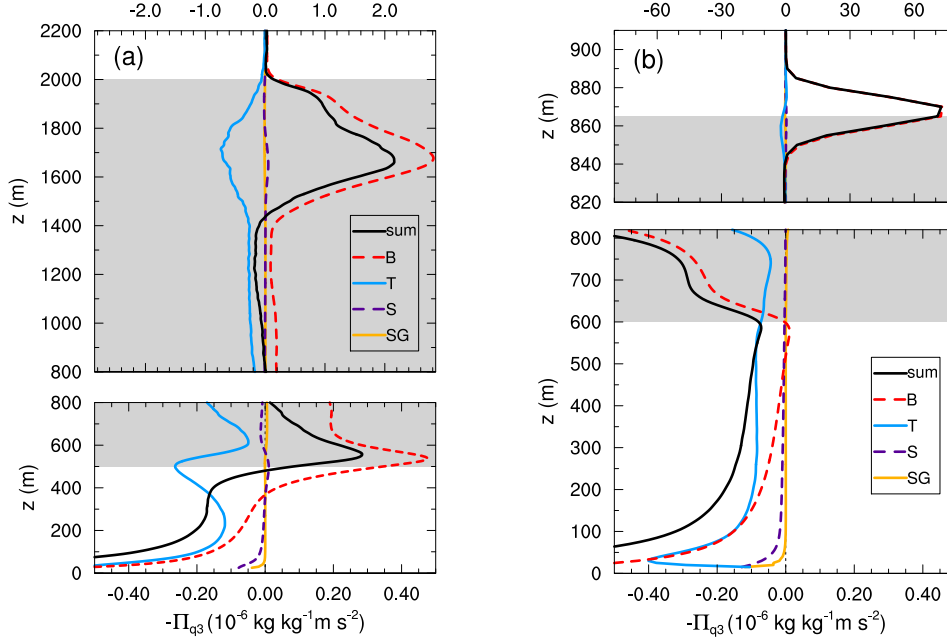 -2.0 -1.0 0.0 1.0 2.0
2200
2000
1800
1600
1400
1200
1000
800
z (m)
(a)
sum
B
T
S
SG
800
600
400
200
0
z (m)
-0.40 -0.20 0.00 0.20 0.40
-Π_q3 (10⁻⁶ kg kg⁻¹m s⁻²)
-60 -30 0 30 60
900
880
860
840
820
z (m)
(b)
800
700
600
500
400
300
200
100
0
z (m)
sum
B
T
S
SG
-0.40 -0.20 0.00 0.20 0.40
-Π_q3 (10⁻⁶ kg kg⁻¹m s⁻²)